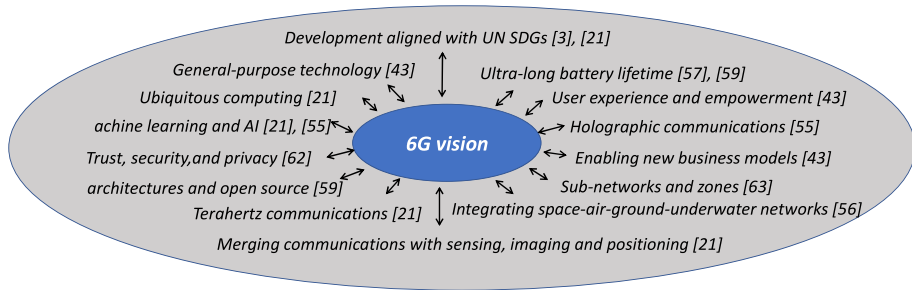 Development aligned with UN SDGs [3], [21]
General-purpose technology [43]
Ultra-long battery lifetime [57], [59]
Ubiquitous computing [21]
User experience and empowerment [43]
achine learning and AI [21], [55]
6G vision
Holographic communications [55]
Trust, security,and privacy [62]
Enabling new business models [43]
architectures and open source [59]
Sub-networks and zones [63]
Terahertz communications [21]
Integrating space-air-ground-underwater networks [56]
Merging communications with sensing, imaging and positioning [21]